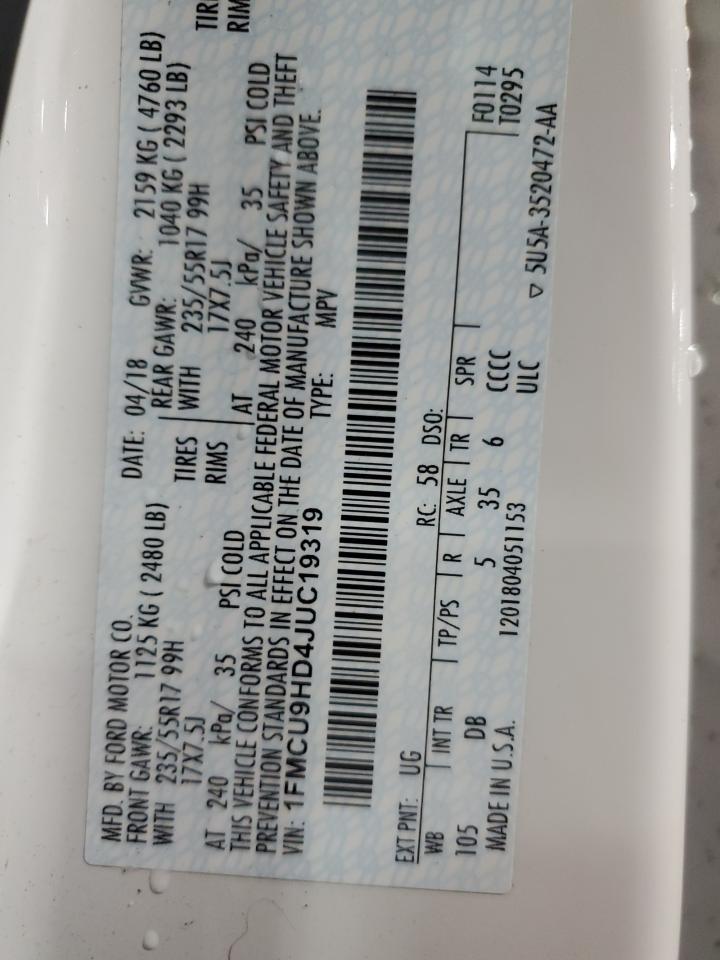 MFD. BY FORD MOTOR CO.
DATE: 04/18 GVWR: 2159 KG ( 4760 LB)
FRONT GAWR: 1125 KG ( 2480 LB) REAR GAWR: 1040 KG ( 2293 LB)
WITH 235/55R17 99H TIRES WITH 235/55R17 99H TIR
17X7.5J RIMS 17X7.5J RIM
AT 240 kPa/ 35 PSI COLD AT 240 kPa/ 35 PSI COLD
THIS VEHICLE CONFORMS TO ALL APPLICABLE FEDERAL MOTOR VEHICLE SAFETY AND THEFT
PREVENTION STANDARDS IN EFFECT ON THE DATE OF MANUFACTURE SHOWN ABOVE.
VIN: 1FMCU9HD4JUC19319 TYPE: MPV
EXT PNT: UG RC: 58 DSO:
WB INT TR TP/PS R AXLE TR SPR F0114
105 DB 5 35 6 CCCC T0295
ULC
MADE IN U.S.A. 1201804051153 ▽ 5U5A-3520472-AA